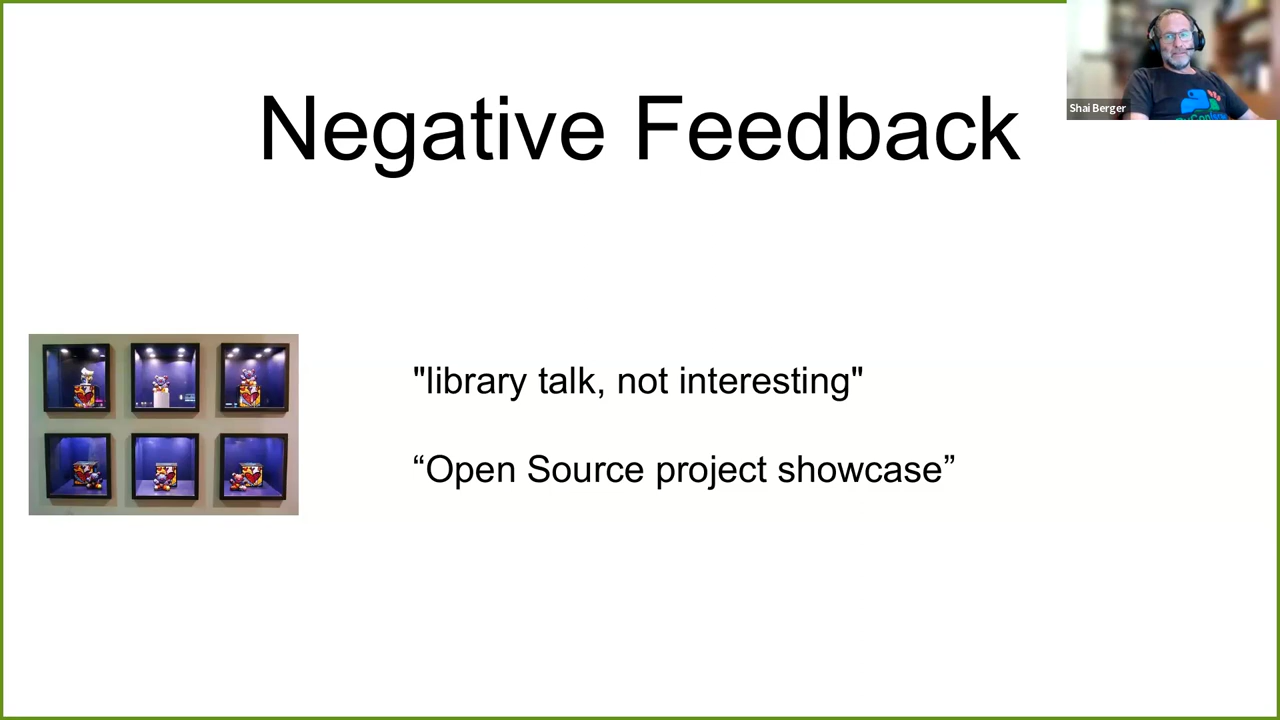 Negative Feedback
Shai Berger
"library talk, not interesting"
“Open Source project showcase”